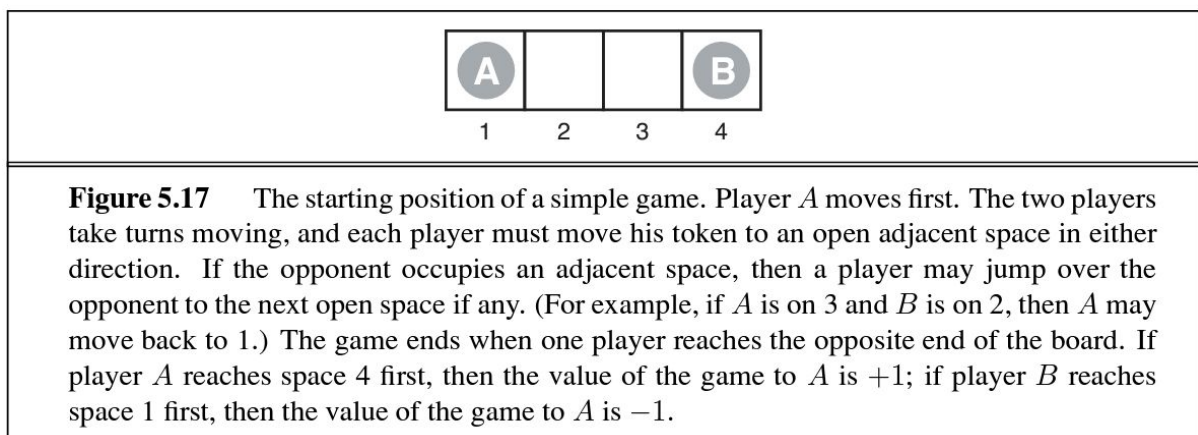 A B
1 2 3 4
Figure 5.17 The starting position of a simple game. Player A moves first. The two players
take turns moving, and each player must move his token to an open adjacent space in either
direction. If the opponent occupies an adjacent space, then a player may jump over the
opponent to the next open space if any. (For example, if A is on 3 and B is on 2, then A may
move back to 1.) The game ends when one player reaches the opposite end of the board. If
player A reaches space 4 first, then the value of the game to A is +1; if player B reaches
space 1 first, then the value of the game to A is −1.